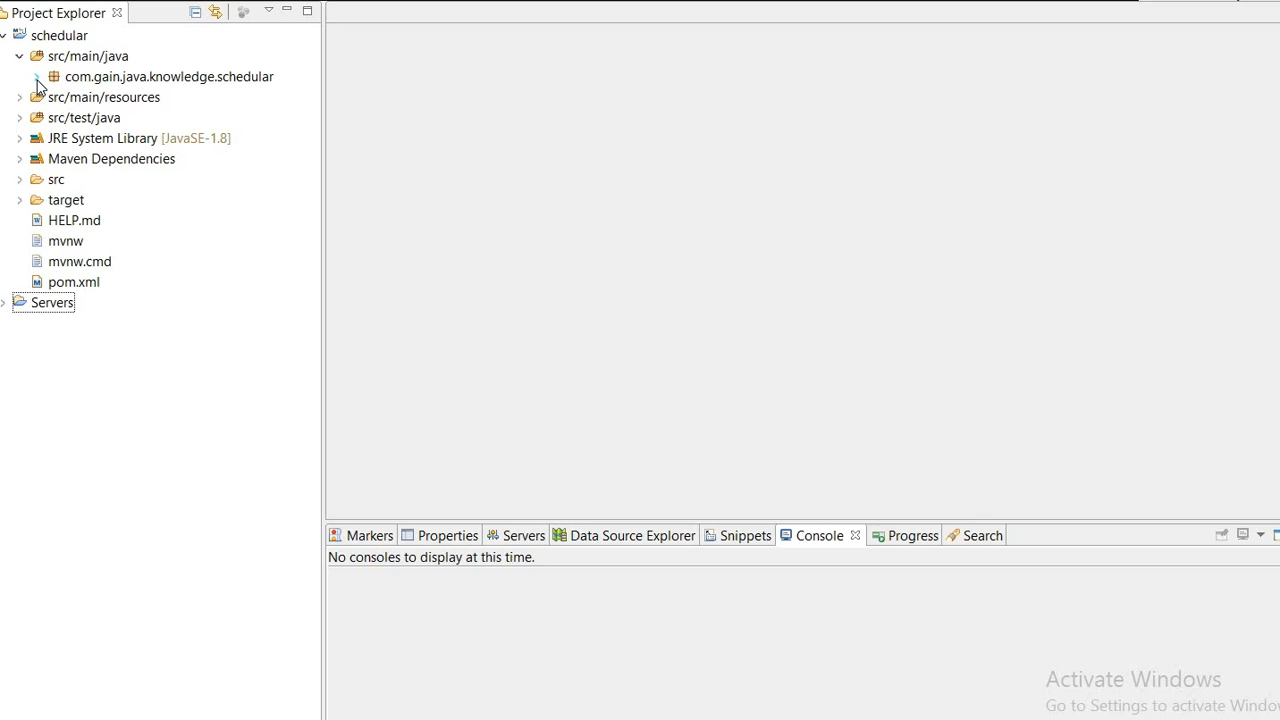 Project Explorer
schedular
src/main/java
com.gain.java.knowledge.schedular
src/main/resources
src/test/java
JRE System Library [JavaSE-1.8]
Maven Dependencies
src
target
HELP.md
mvnw
mvnw.cmd
pom.xml
Servers
Markers Properties Servers Data Source Explorer Snippets Console Progress Search
No consoles to display at this time.
Activate Windows
Go to Settings to activate Windo